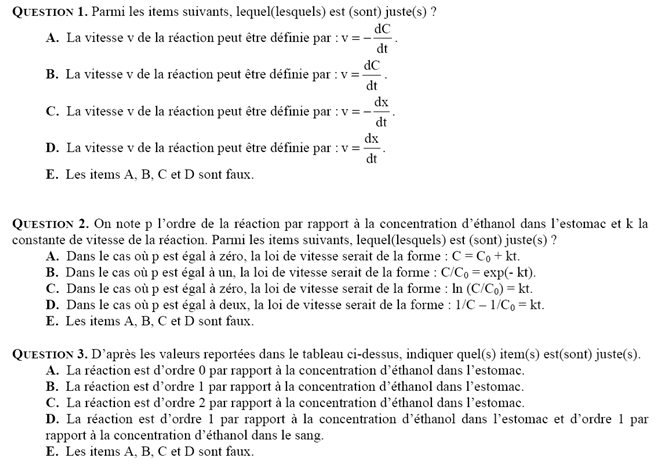 QUESTION 1. Parmi les items suivants, lequel(lesquels) est (sont) juste(s) ?
A. La vitesse v de la réaction peut être définie par : v = − dC/dt .
B. La vitesse v de la réaction peut être définie par : v = dC/dt .
C. La vitesse v de la réaction peut être définie par : v = − dx/dt .
D. La vitesse v de la réaction peut être définie par : v = dx/dt .
E. Les items A, B, C et D sont faux.
QUESTION 2. On note p l’ordre de la réaction par rapport à la concentration d’éthanol dans l’estomac et k la
constante de vitesse de la réaction. Parmi les items suivants, lequel(lesquels) est (sont) juste(s) ?
A. Dans le cas où p est égal à zéro, la loi de vitesse serait de la forme : C = C₀ + kt.
B. Dans le cas où p est égal à un, la loi de vitesse serait de la forme : C/C₀ = exp(- kt).
C. Dans le cas où p est égal à zéro, la loi de vitesse serait de la forme : ln (C/C₀) = kt.
D. Dans le cas où p est égal à deux, la loi de vitesse serait de la forme : 1/C – 1/C₀ = kt.
E. Les items A, B, C et D sont faux.
QUESTION 3. D’après les valeurs reportées dans le tableau ci-dessus, indiquer quel(s) item(s) est(sont) juste(s).
A. La réaction est d’ordre 0 par rapport à la concentration d’éthanol dans l’estomac.
B. La réaction est d’ordre 1 par rapport à la concentration d’éthanol dans l’estomac.
C. La réaction est d’ordre 2 par rapport à la concentration d’éthanol dans l’estomac.
D. La réaction est d’ordre 1 par rapport à la concentration d’éthanol dans l’estomac et d’ordre 1 par
rapport à la concentration d’éthanol dans le sang.
E. Les items A, B, C et D sont faux.